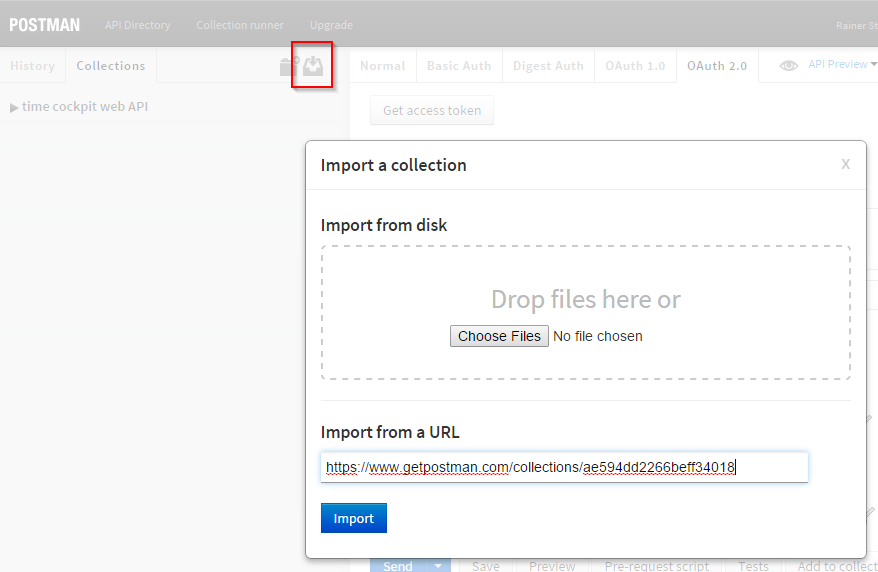 POSTMAN API Directory Collection runner Upgrade Rainer St
History Collections Normal Basic Auth Digest Auth OAuth 1.0 OAuth 2.0 API Preview
time cockpit web API
Get access token
Import a collection X
Import from disk
Drop files here or
Choose Files No file chosen
Import from a URL
https://www.getpostman.com/collections/ae594dd2266beff34018
Import
Send Save Preview Pre-request script Tests Add to collect